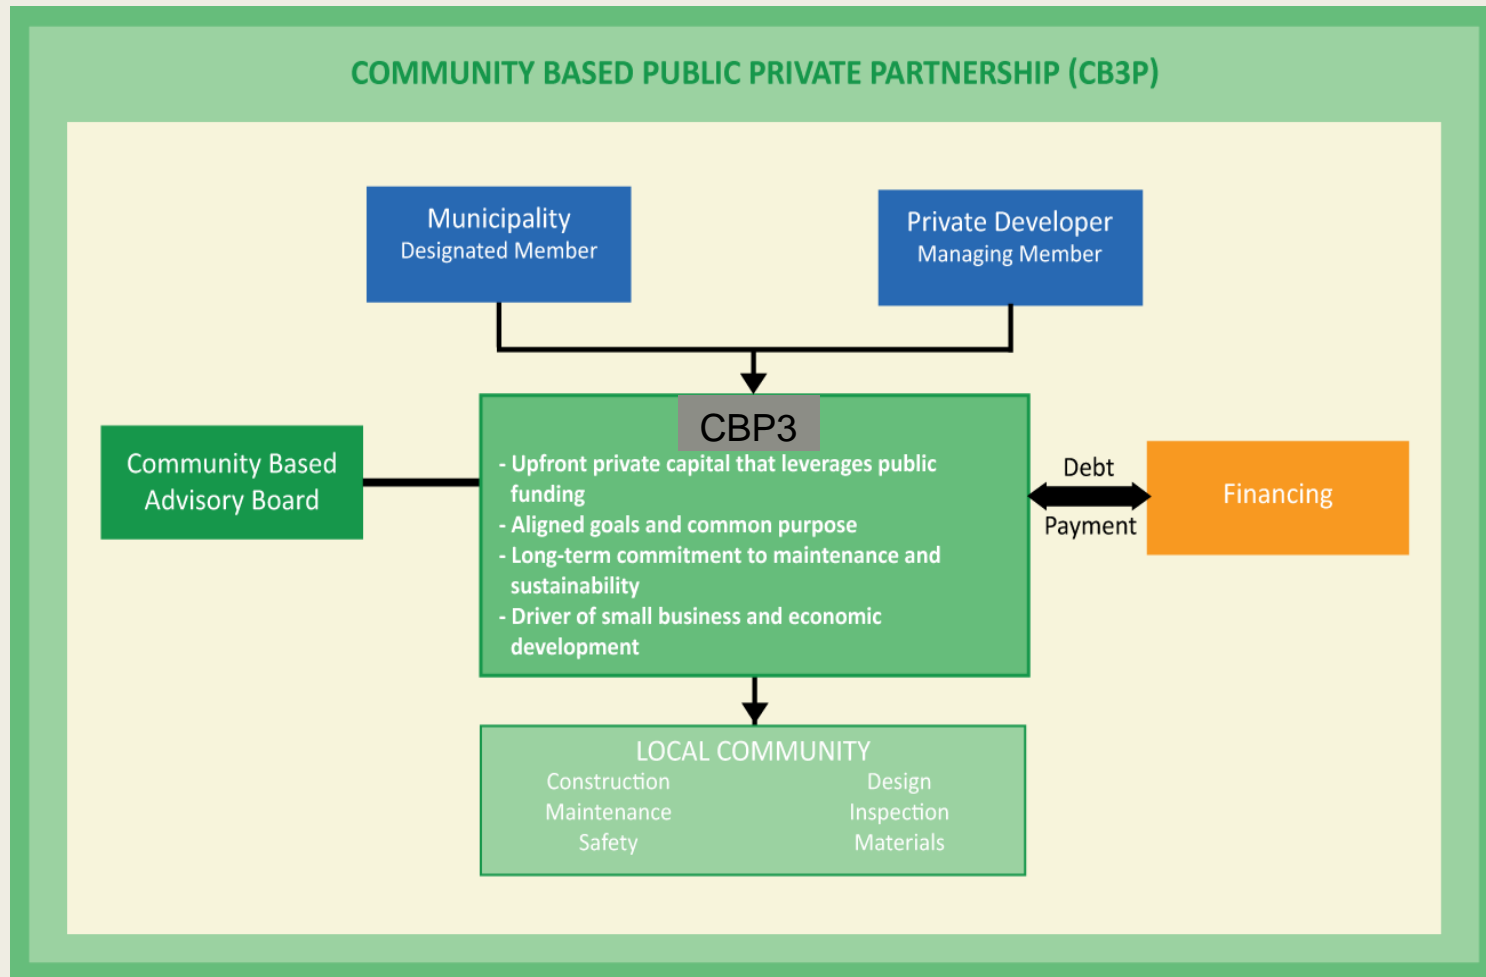 COMMUNITY BASED PUBLIC PRIVATE PARTNERSHIP (CB3P)
Municipality
Designated Member
Private Developer
Managing Member
Community Based
Advisory Board
CBP3
- Upfront private capital that leverages public
funding
- Aligned goals and common purpose
- Long-term commitment to maintenance and
sustainability
- Driver of small business and economic
development
Debt
Payment
Financing
LOCAL COMMUNITY
Construction
Maintenance
Safety
Design
Inspection
Materials